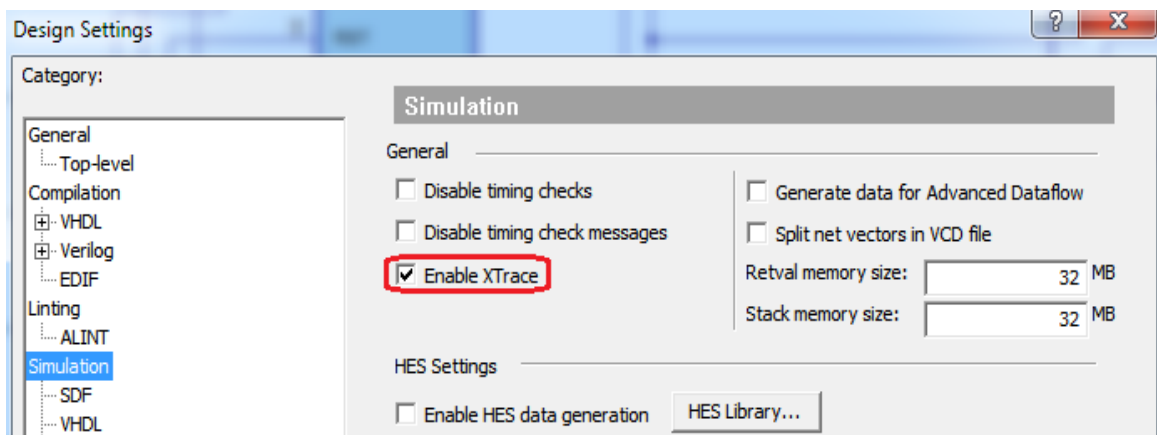 Design Settings
Category:
General
Top-level
Compilation
VHDL
Verilog
EDIF
Linting
ALINT
Simulation
SDF
VHDL
Simulation
General
Disable timing checks
Disable timing check messages
Enable XTrace
Generate data for Advanced Dataflow
Split net vectors in VCD file
Retval memory size: 32 MB
Stack memory size: 32 MB
HES Settings
Enable HES data generation HES Library...